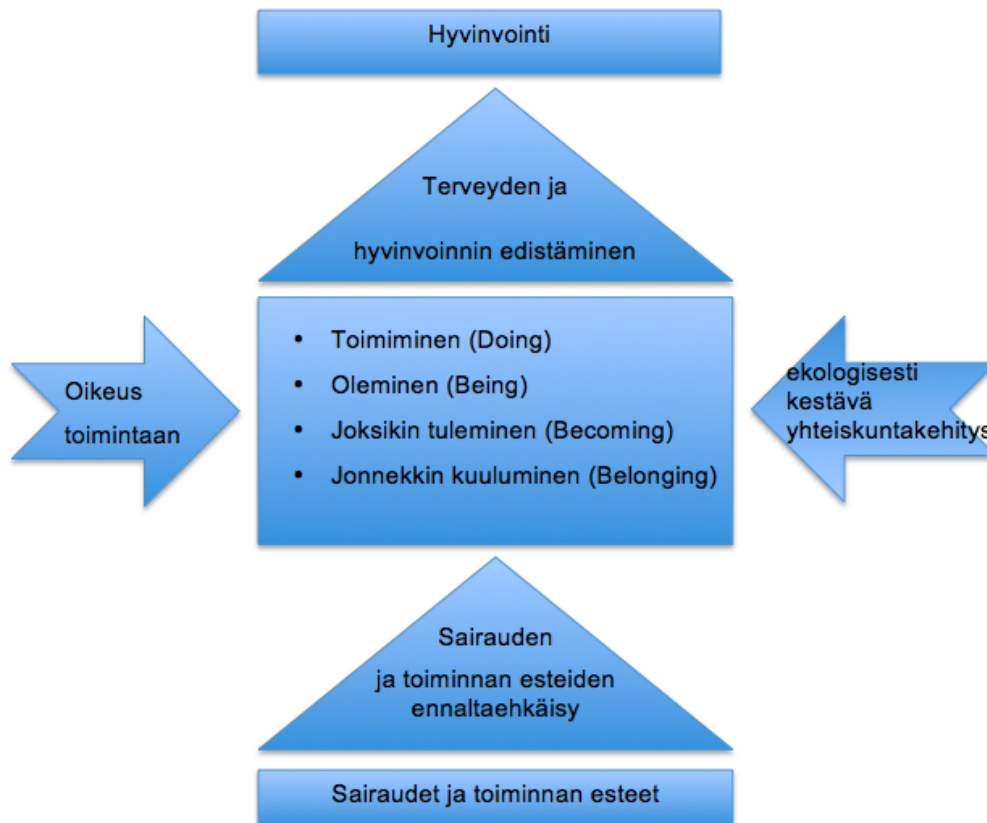 Hyvinvointi
Terveyden ja
hyvinvoinnin edistäminen
• Toimiminen (Doing)
• Oleminen (Being)
• Joksikin tuleminen (Becoming)
• Jonnekkin kuuluminen (Belonging)
Oikeus
toimintaan
ekologisesti
kestävä
yhteiskuntakehitys
Sairauden
ja toiminnan esteiden
ennaltaehkäisy
Sairaudet ja toiminnan esteet